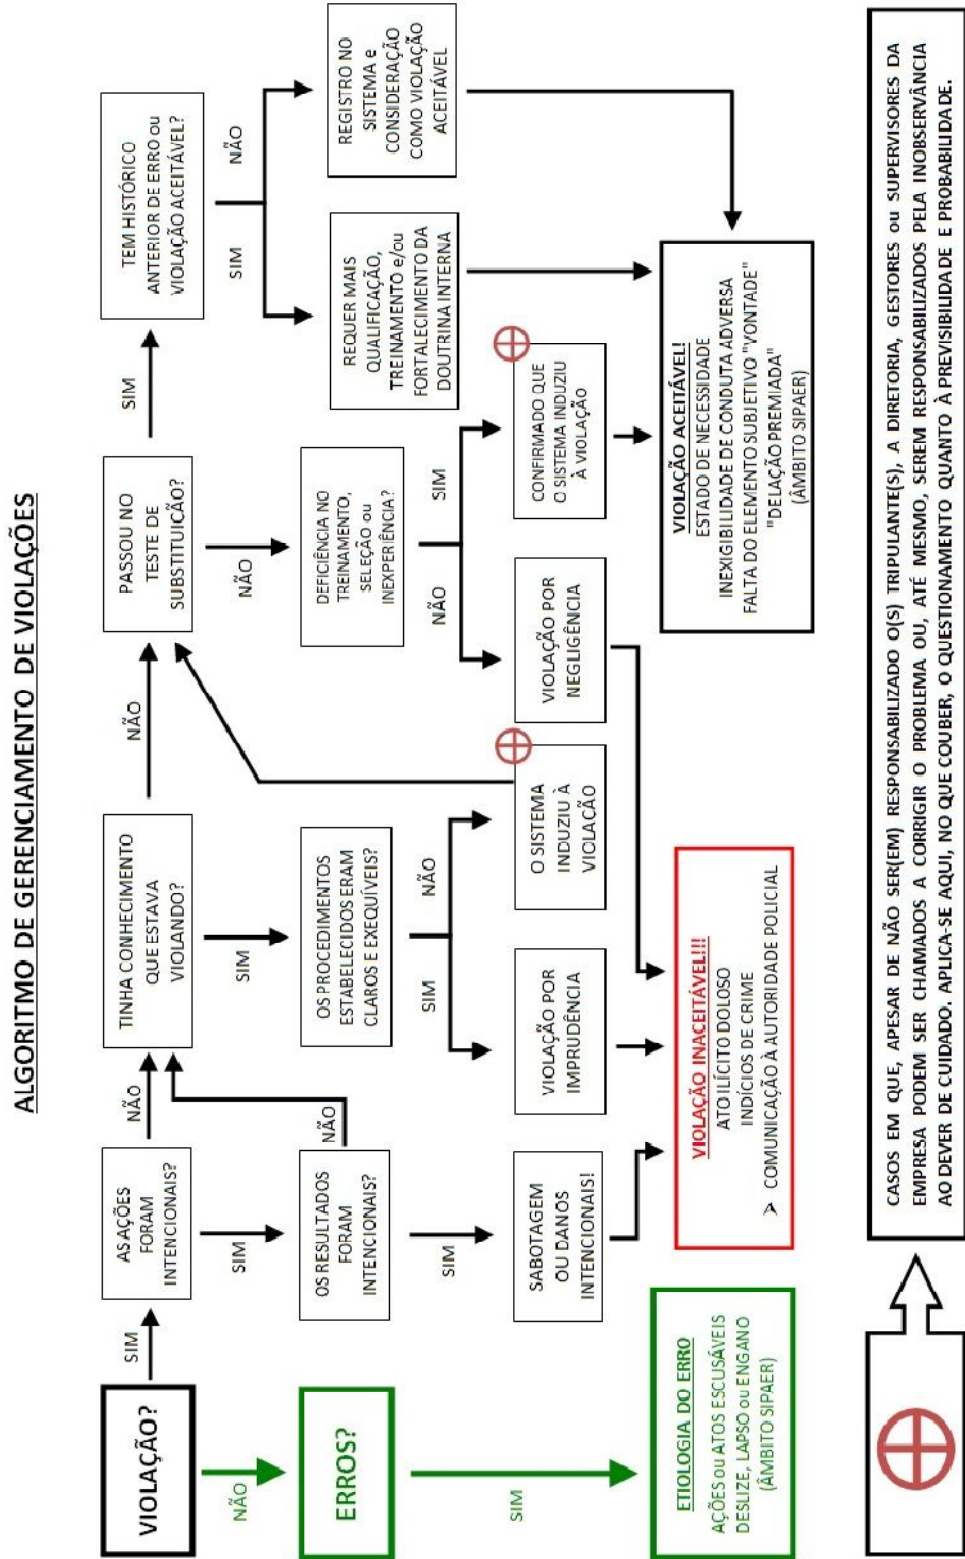 ALGORITMO DE GERENCIAMENTO DE VIOLAÇÕES
VIOLAÇÃO?
SIM
NÃO
AS AÇÕES
FORAM
INTENCIONAIS?
NÃO
SIM
TINHA CONHECIMENTO
QUE ESTAVA
VIOLANDO?
NÃO
SIM
PASSOU NO
TESTE DE
SUBSTITUIÇÃO?
SIM
NÃO
TEM HISTÓRICO
ANTERIOR DE ERRO ou
VIOLAÇÃO ACEITÁVEL?
SIM
NÃO
ERROS?
SIM
OS RESULTADOS
FORAM
INTENCIONAIS?
NÃO
SIM
OS PROCEDIMENTOS
ESTABELECIDOS ERAM
CLAROS E EXEQUÍVEIS?
SIM
NÃO
DEFICIÊNCIA NO
TREINAMENTO,
SELEÇÃO ou
INEXPERIÊNCIA?
NÃO
SIM
REQUER MAIS
QUALIFICAÇÃO,
TREINAMENTO e/ou
FORTALECIMENTO DA
DOUTRINA INTERNA
REGISTRO NO
SISTEMA e
CONSIDERAÇÃO
COMO VIOLAÇÃO
ACEITÁVEL
SABOTAGEM
OU DANOS
INTENCIONAIS!
VIOLAÇÃO POR
IMPRUDÊNCIA
O SISTEMA
INDUZIU À
VIOLAÇÃO
VIOLAÇÃO POR
NEGLIGÊNCIA
CONFIRMADO QUE
O SISTEMA INDUZIU
À VIOLAÇÃO
ETIOLOGIA DO ERRO
AÇÕES ou ATOS ESCUSÁVEIS
DESLIZE, LAPSO ou ENGANO
(ÂMBITO SIPAER)
VIOLAÇÃO INACEITÁVEL!!!
ATO ILÍCITO DOLOSO
INDÍCIOS DE CRIME
➢ COMUNICAÇÃO À AUTORIDADE POLICIAL
VIOLAÇÃO ACEITÁVEL!
ESTADO DE NECESSIDADE
INEXIGIBILIDADE DE CONDUTA ADVERSA
FALTA DO ELEMENTO SUBJETIVO "VONTADE"
"DELAÇÃO PREMIADA"
(ÂMBITO SIPAER)
CASOS EM QUE, APESAR DE NÃO SER(EM) RESPONSABILIZADO O(S) TRIPULANTE(S), A DIRETORIA, GESTORES ou SUPERVISORES DA
EMPRESA PODEM SER CHAMADOS A CORRIGIR O PROBLEMA OU, ATÉ MESMO, SEREM RESPONSABILIZADOS PELA INOBSERVÂNCIA
AO DEVER DE CUIDADO. APLICA-SE AQUI, NO QUE COUBER, O QUESTIONAMENTO QUANTO À PREVISIBILIDADE E PROBABILIDADE.